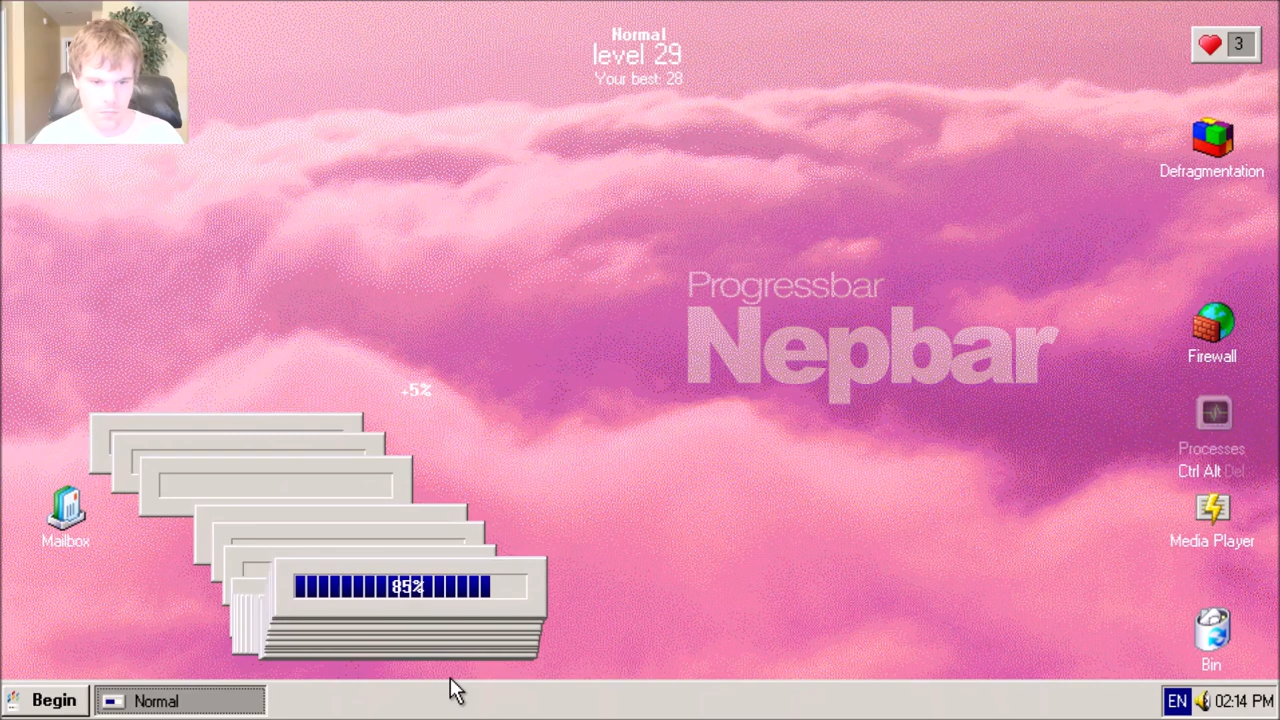 Normal
level 29
Your best: 28
3
Defragmentation
Progressbar
Nepbar
Firewall
+5%
Processes
Ctrl Alt Del
Mailbox
Media Player
85%
Bin
Begin
Normal
EN
02:14 PM